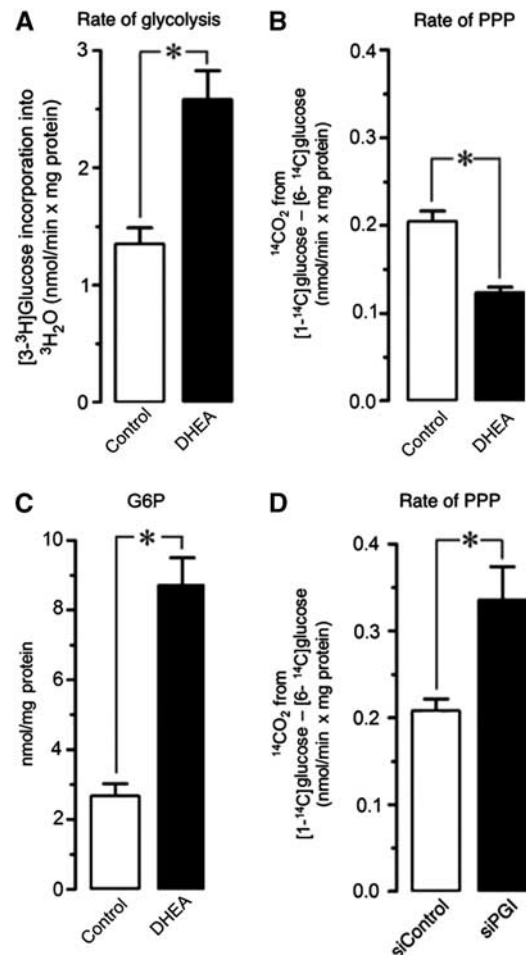 A
Rate of glycolysis
[3-³H]Glucose incorporation into
³H₂O (nmol/min x mg protein)
3
2
1
0
*
Control
DHEA
B
Rate of PPP
¹⁴CO₂ from
[1-¹⁴C]glucose – [6- ¹⁴C]glucose
(nmol/min x mg protein)
0.4
0.3
0.2
0.1
0.0
*
Control
DHEA
C
G6P
nmol/mg protein
10
8
6
4
2
0
*
Control
DHEA
D
Rate of PPP
¹⁴CO₂ from
[1-¹⁴C]glucose – [6- ¹⁴C]glucose
(nmol/min x mg protein)
0.4
0.3
0.2
0.1
0.0
*
siControl
siPGI